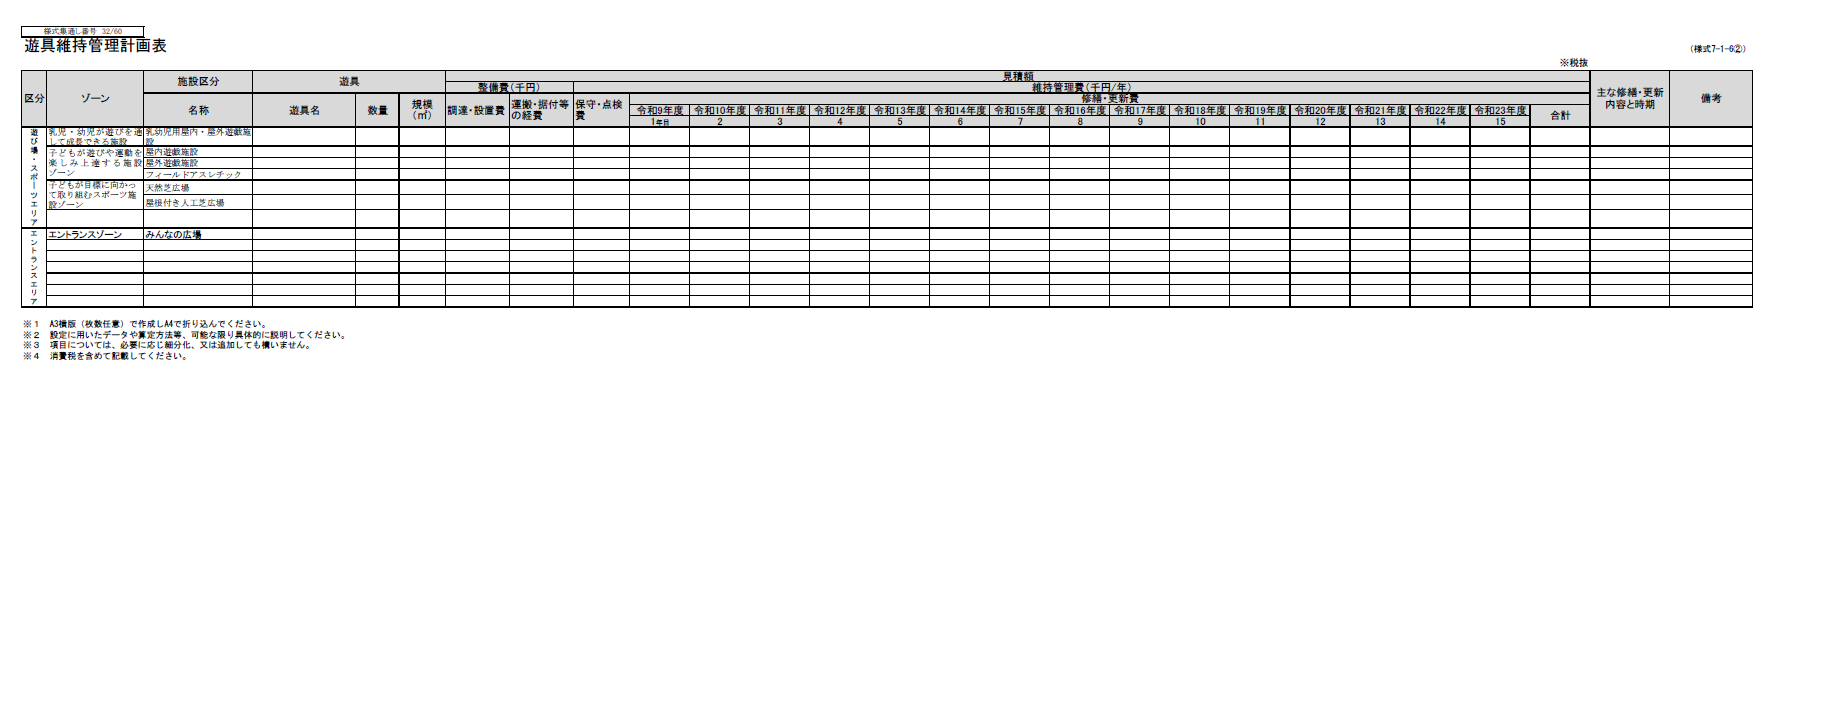 様式集通し番号 32/60
遊具維持管理計画表
（様式7-1-6②）
※税抜
区分 ゾーン 施設区分 遊具 見積額 主な修繕・更新内容と時期 備考
整備費（千円） 維持管理費（千円/年）
名称 遊具名 数量 規模（㎡） 調達・設置費 運搬・据付等の経費 保守・点検費 修繕・更新費
令和9年度 令和10年度 令和11年度 令和12年度 令和13年度 令和14年度 令和15年度 令和16年度 令和17年度 令和18年度 令和19年度 令和20年度 令和21年度 令和22年度 令和23年度 合計
1年目 2 3 4 5 6 7 8 9 10 11 12 13 14 15
遊び場・スポーツエリア
乳児・幼児が遊びを通して成長できる施設 乳幼児用屋内・屋外遊戯施設
子どもが遊びや運動を楽しみ上達する施設ゾーン 屋内遊戯施設
屋外遊戯施設
フィールドアスレチック
子どもが目標に向かって取り組むスポーツ施設ゾーン 天然芝広場
屋根付き人工芝広場
エントランスエリア
エントランスゾーン みんなの広場
※１ A3横版（枚数任意）で作成しA4で折り込んでください。
※２ 設定に用いたデータや算定方法等、可能な限り具体的に説明してください。
※３ 項目については、必要に応じ細分化、又は追加しても構いません。
※４ 消費税を含めて記載してください。